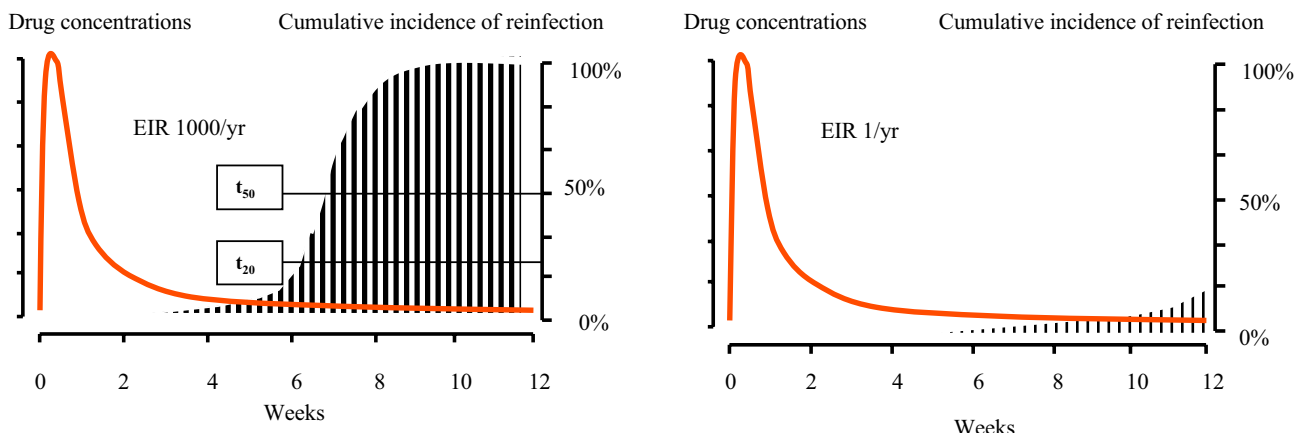 Drug concentrations Cumulative incidence of reinfection
EIR 1000/yr
100%
t50
50%
t20
0%
0 2 4 6 8 10 12
Weeks
Drug concentrations Cumulative incidence of reinfection
EIR 1/yr
100%
50%
0%
0 2 4 6 8 10 12
Weeks